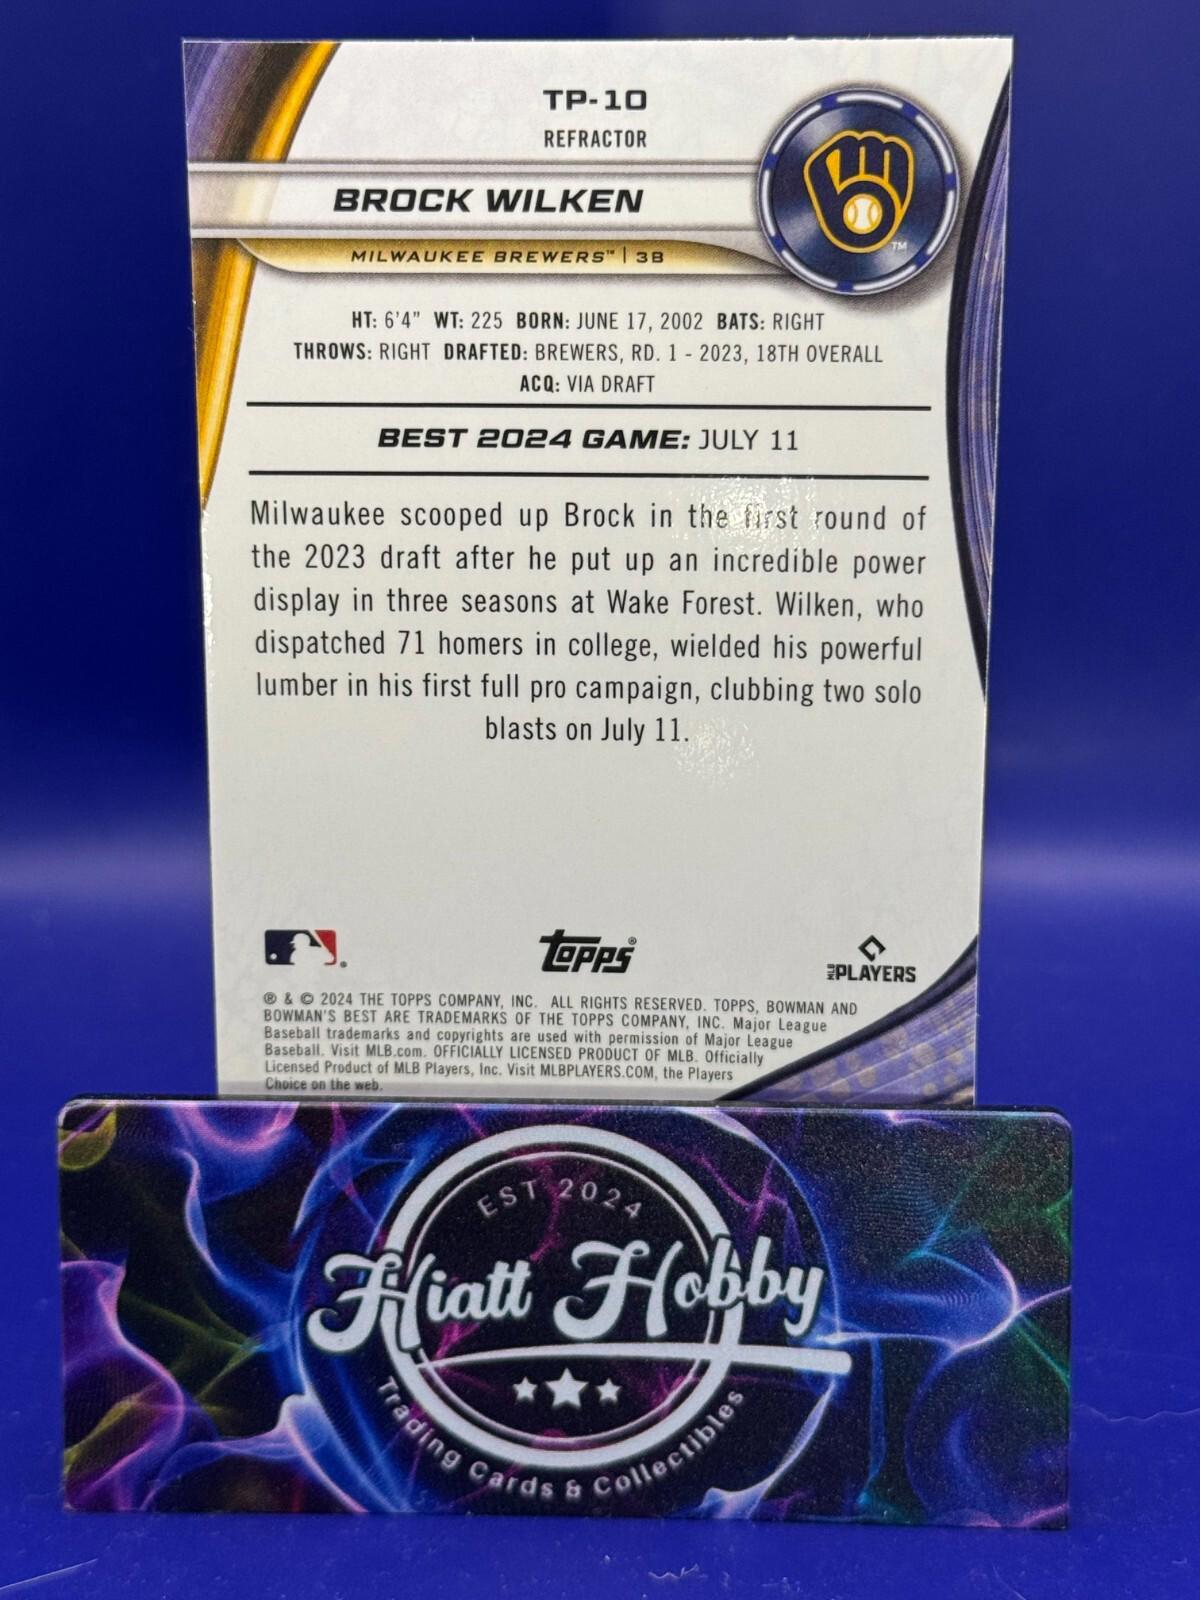 TP-10
REFRACTOR
BROCK WILKEN
MILWAUKEE BREWERS™ | 3B
TM
HT: 6'4" WT: 225 BORN: JUNE 17, 2002 BATS: RIGHT
THROWS: RIGHT DRAFTED: BREWERS, RD. 1 - 2023, 18TH OVERALL
ACQ: VIA DRAFT
BEST 2024 GAME: JULY 11
Milwaukee scooped up Brock in the first round of
the 2023 draft after he put up an incredible power
display in three seasons at Wake Forest. Wilken, who
dispatched 71 homers in college, wielded his powerful
lumber in his first full pro campaign, clubbing two solo
blasts on July 11.
Topps®
MLB PLAYERS
® & © 2024 THE TOPPS COMPANY, INC. ALL RIGHTS RESERVED. TOPPS, BOWMAN AND
BOWMAN'S BEST ARE TRADEMARKS OF THE TOPPS COMPANY, INC. Major League
Baseball trademarks and copyrights are used with permission of Major League
Baseball. Visit MLB.com. OFFICIALLY LICENSED PRODUCT OF MLB. Officially
Licensed Product of MLB Players, Inc. Visit MLBPLAYERS.COM, the Players
Choice on the web.
EST 2024
Hiatt Hobby
Trading Cards & Collectibles